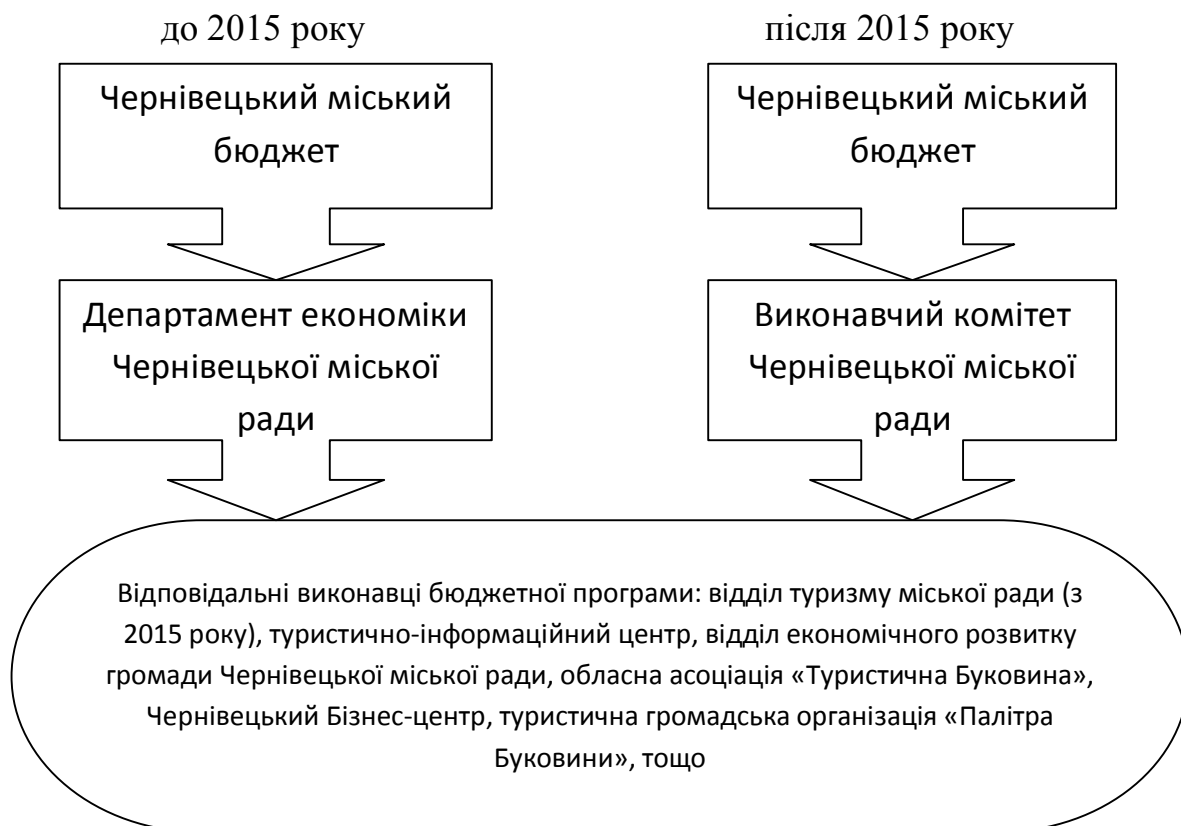 до 2015 року
після 2015 року
Чернівецький міський
бюджет
Чернівецький міський
бюджет
Департамент економіки
Чернівецької міської
ради
Виконавчий комітет
Чернівецької міської
ради
Відповідальні виконавці бюджетної програми: відділ туризму міської ради (з
2015 року), туристично-інформаційний центр, відділ економічного розвитку
громади Чернівецької міської ради, обласна асоціація «Туристична Буковина»,
Чернівецький Бізнес-центр, туристична громадська організація «Палітра
Буковини», тощо